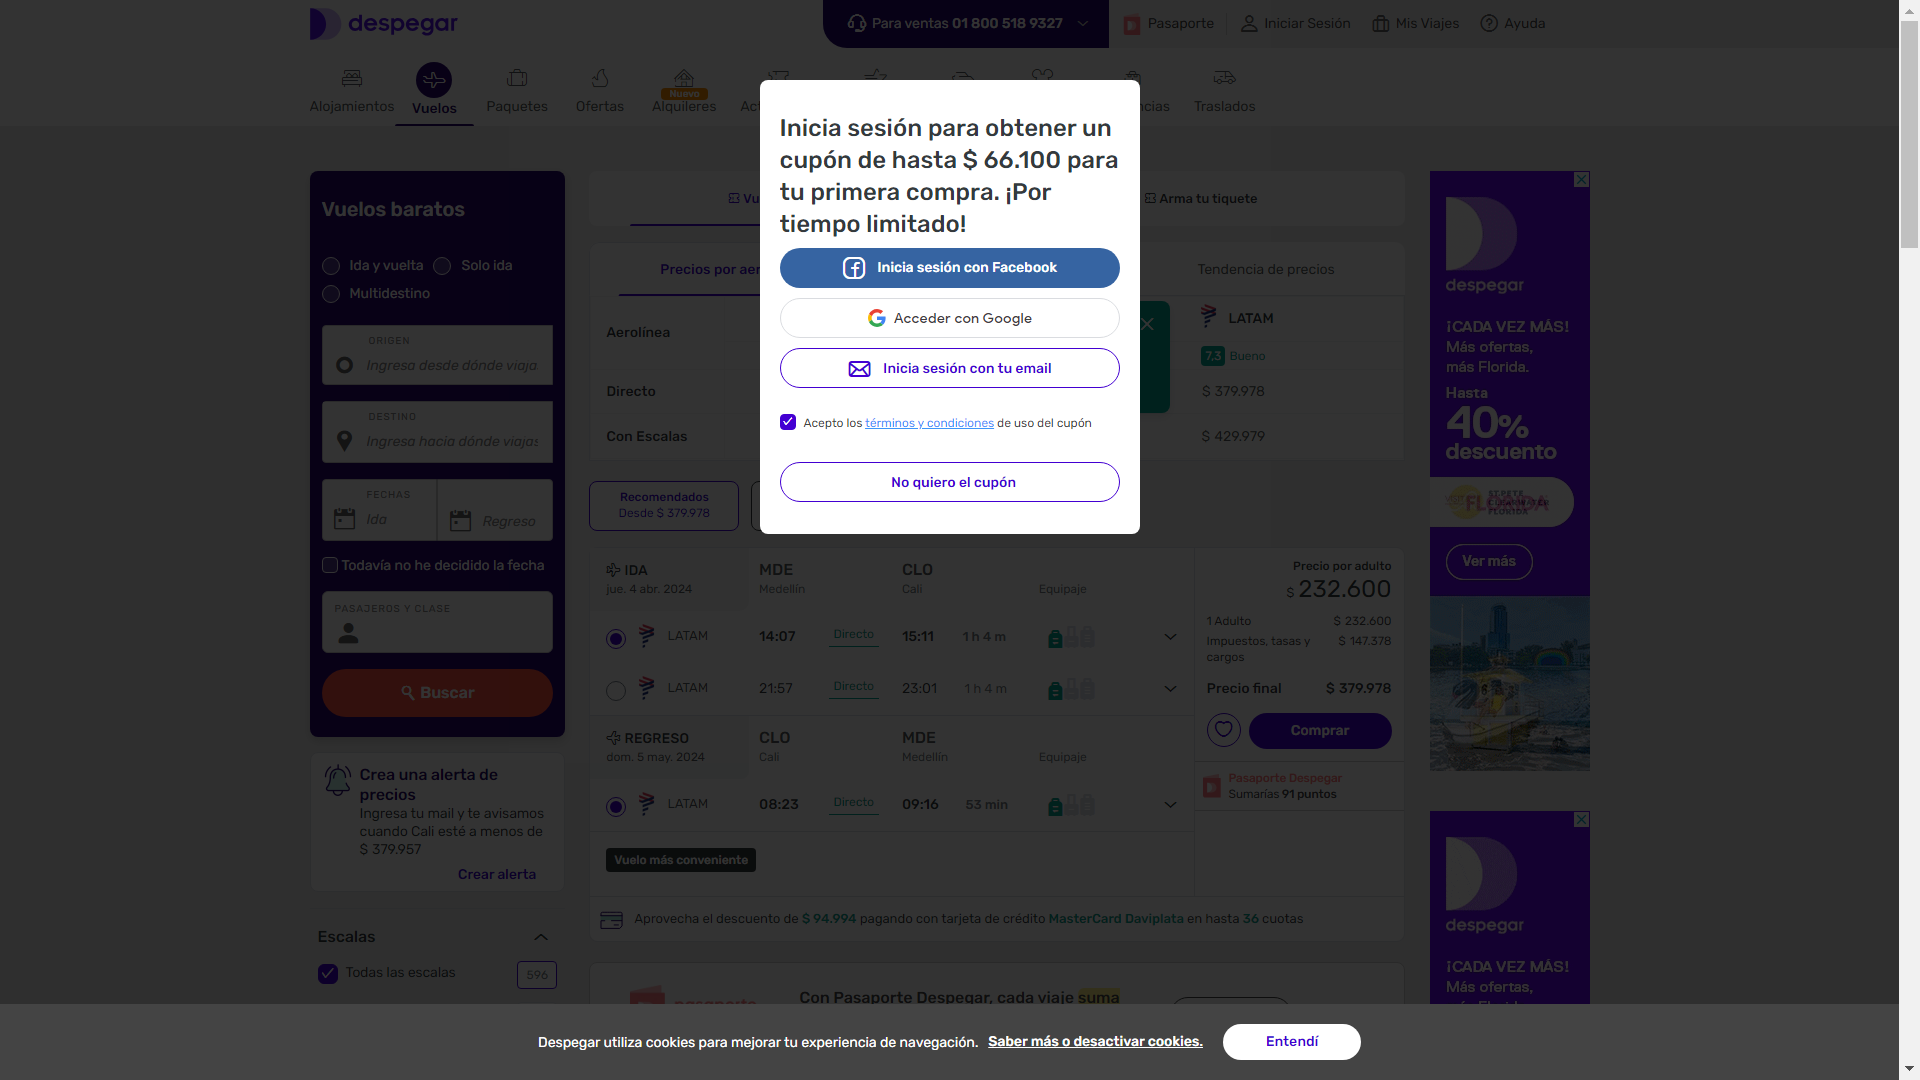 despegar
Para ventas 01 800 518 9327
Pasaporte
Iniciar Sesión
Mis Viajes
Ayuda
Alojamientos
Vuelos
Paquetes
Ofertas
Nuevo
Alquileres
Traslados
Inicia sesión para obtener un
cupón de hasta $ 66.100 para
tu primera compra. ¡Por
tiempo limitado!
Inicia sesión con Facebook
Acceder con Google
Inicia sesión con tu email
Acepto los términos y condiciones de uso del cupón
No quiero el cupón
Vuelos baratos
Ida y vuelta
Solo ida
Multidestino
ORIGEN
Ingresa desde dónde viaja
DESTINO
Ingresa hacia dónde viajas
FECHAS
Ida
Regreso
Todavía no he decidido la fecha
PASAJEROS Y CLASE
Buscar
Crea una alerta de
precios
Ingresa tu mail y te avisamos
cuando Cali esté a menos de
$ 379.957
Crear alerta
Escalas
Todas las escalas
596
Arma tu tiquete
Precios por
Tendencia de precios
Aerolínea
LATAM
7,3 Bueno
Directo
$ 379.978
Con Escalas
$ 429.979
Recomendados
Desde $ 379.978
IDA
jue. 4 abr. 2024
MDE
Medellín
CLO
Cali
Equipaje
LATAM
14:07
Directo
15:11
1 h 4 m
LATAM
21:57
Directo
23:01
1 h 4 m
REGRESO
dom. 5 may. 2024
CLO
Cali
MDE
Medellín
Equipaje
LATAM
08:23
Directo
09:16
53 min
Vuelo más conveniente
Precio por adulto
$ 232.600
1 Adulto
$ 232.600
Impuestos, tasas y
cargos
$ 147.378
Precio final
$ 379.978
Comprar
Pasaporte Despegar
Sumarías 91 puntos
Aprovecha el descuento de $ 94.994 pagando con tarjeta de crédito MasterCard Daviplata en hasta 36 cuotas
Con Pasaporte Despegar, cada viaje suma
despegar
¡CADA VEZ MÁS!
Más ofertas,
más Florida.
Hasta
40%
descuento
FLORIDA
Ver más
despegar
¡CADA VEZ MÁS!
Más ofertas,
Despegar utiliza cookies para mejorar tu experiencia de navegación.
Saber más o desactivar cookies.
Entendí